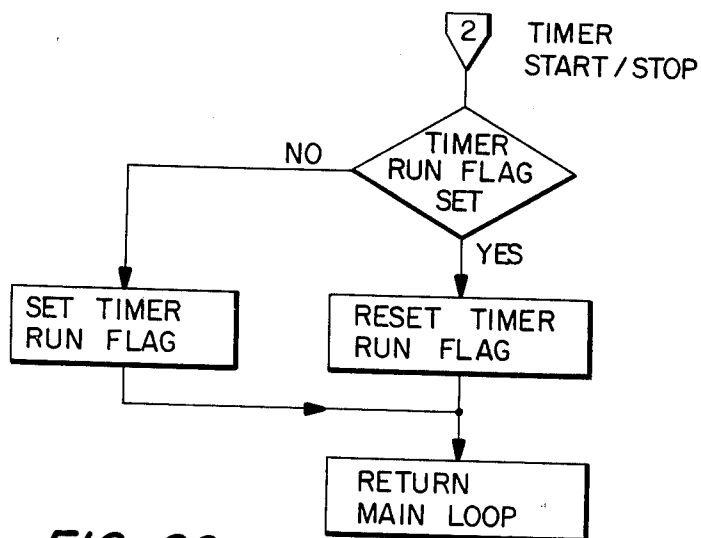 2
TIMER
START / STOP
TIMER
RUN FLAG
SET
NO
YES
SET TIMER
RUN FLAG
RESET TIMER
RUN FLAG
RETURN
MAIN LOOP